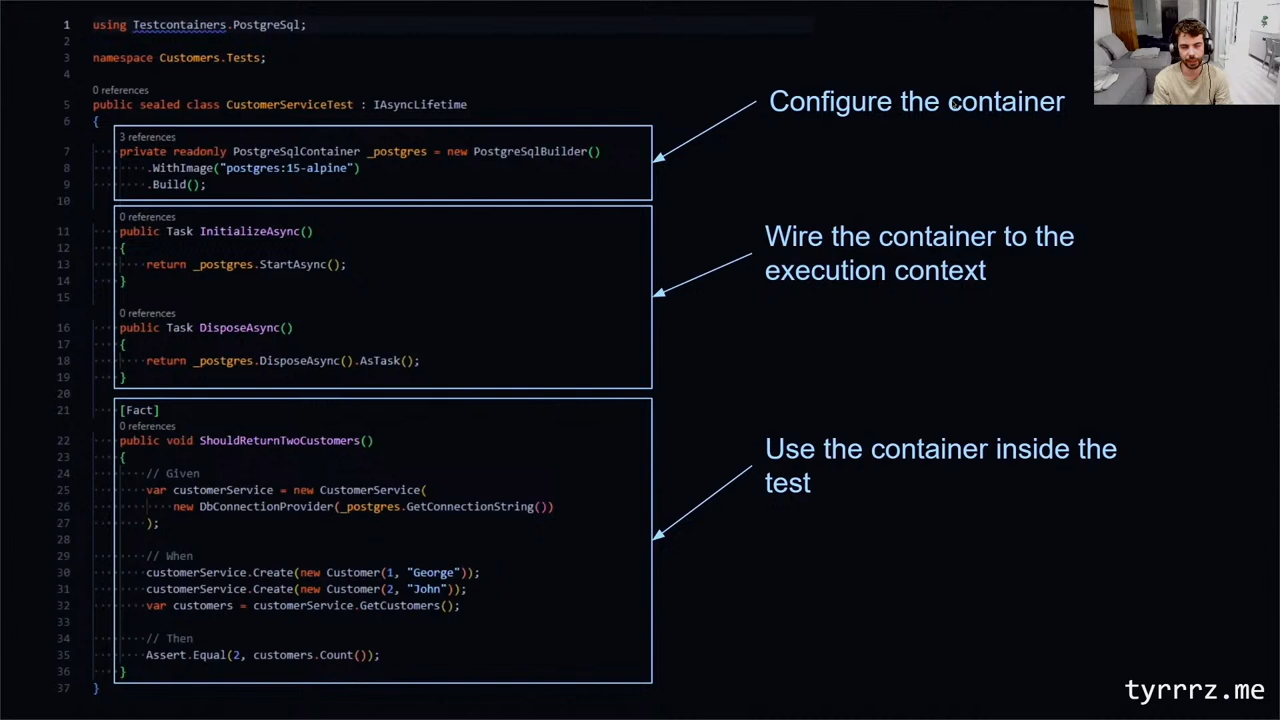 1 using Testcontainers.PostgreSql;
2
3 namespace Customers.Tests;
4
0 references
5 public sealed class CustomerServiceTest : IAsyncLifetime
6 {
3 references
7 private readonly PostgreSqlContainer _postgres = new PostgreSqlBuilder()
8 .WithImage("postgres:15-alpine")
9 .Build();
10
0 references
11 public Task InitializeAsync()
12 {
13 return _postgres.StartAsync();
14 }
15
0 references
16 public Task DisposeAsync()
17 {
18 return _postgres.DisposeAsync().AsTask();
19 }
20
21 [Fact]
0 references
22 public void ShouldReturnTwoCustomers()
23 {
24 // Given
25 var customerService = new CustomerService(
26 new DbConnectionProvider(_postgres.GetConnectionString())
27 );
28
29 // When
30 customerService.Create(new Customer(1, "George"));
31 customerService.Create(new Customer(2, "John"));
32 var customers = customerService.GetCustomers();
33
34 // Then
35 Assert.Equal(2, customers.Count());
36 }
37 }
Configure the container
Wire the container to the
execution context
Use the container inside the
test
tyrrrz.me